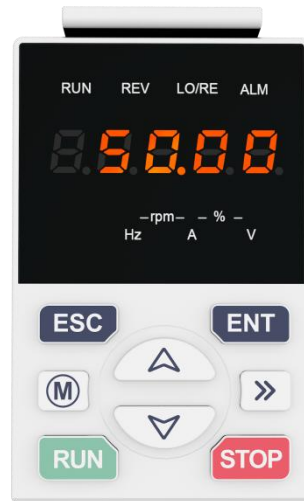 RUN REV LO/RE ALM
50.00
–rpm– – % –
Hz A V
ESC ENT
M
RUN STOP